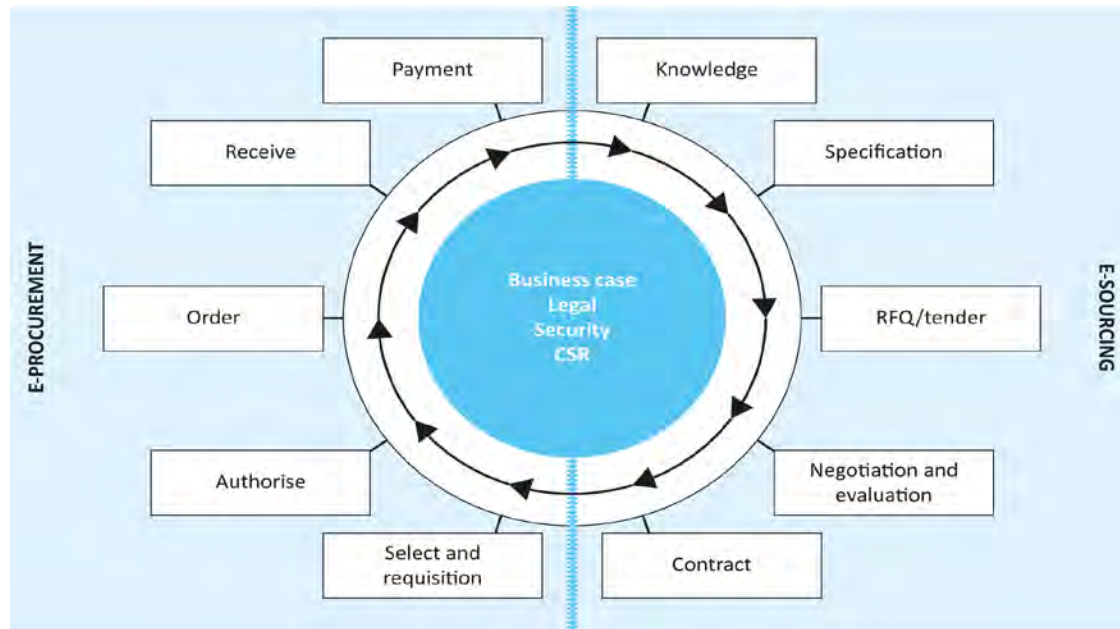 Payment
Knowledge
Receive
Specification
E-PROCUREMENT
Business case
Legal
Security
CSR
E-SOURCING
Order
RFQ/tender
Authorise
Negotiation and
evaluation
Select and
requisition
Contract